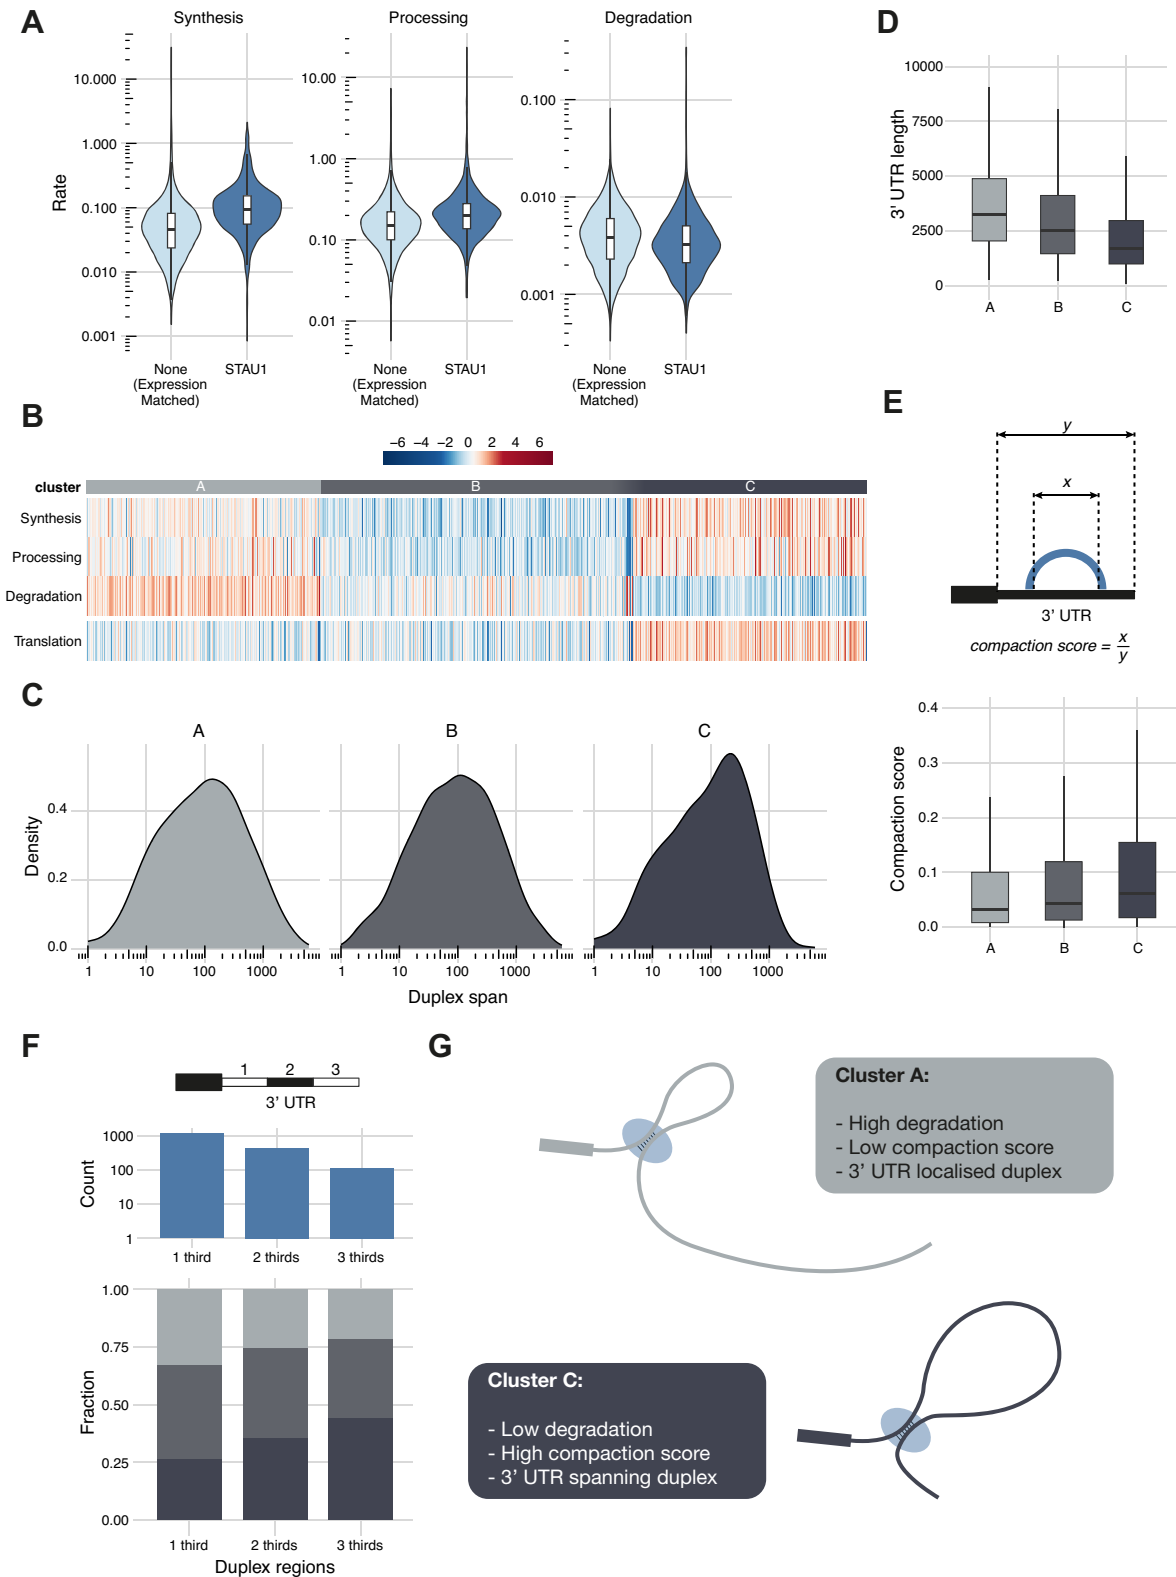 A
Synthesis
Processing
Degradation
Rate
10.000
1.000
0.100
0.010
0.001
10.00
1.00
0.10
0.01
0.100
0.010
0.001
None
(Expression
Matched)
STAU1
None
(Expression
Matched)
STAU1
None
(Expression
Matched)
STAU1
B
−6 −4 −2 0 2 4 6
cluster A B C
Synthesis
Processing
Degradation
Translation
C
A
B
C
Density
0.4
0.2
0.0
1 10 100 1000
1 10 100 1000
1 10 100 1000
Duplex span
D
3' UTR length
10000
7500
5000
2500
0
A B C
E
y
x
3' UTR
compaction score = x/y
Compaction score
0.4
0.3
0.2
0.1
0.0
A B C
F
1 2 3
3' UTR
Count
1000
100
10
1
1 third 2 thirds 3 thirds
Fraction
1.00
0.75
0.50
0.25
0.00
1 third 2 thirds 3 thirds
Duplex regions
G
Cluster A:
- High degradation
- Low compaction score
- 3' UTR localised duplex
Cluster C:
- Low degradation
- High compaction score
- 3' UTR spanning duplex